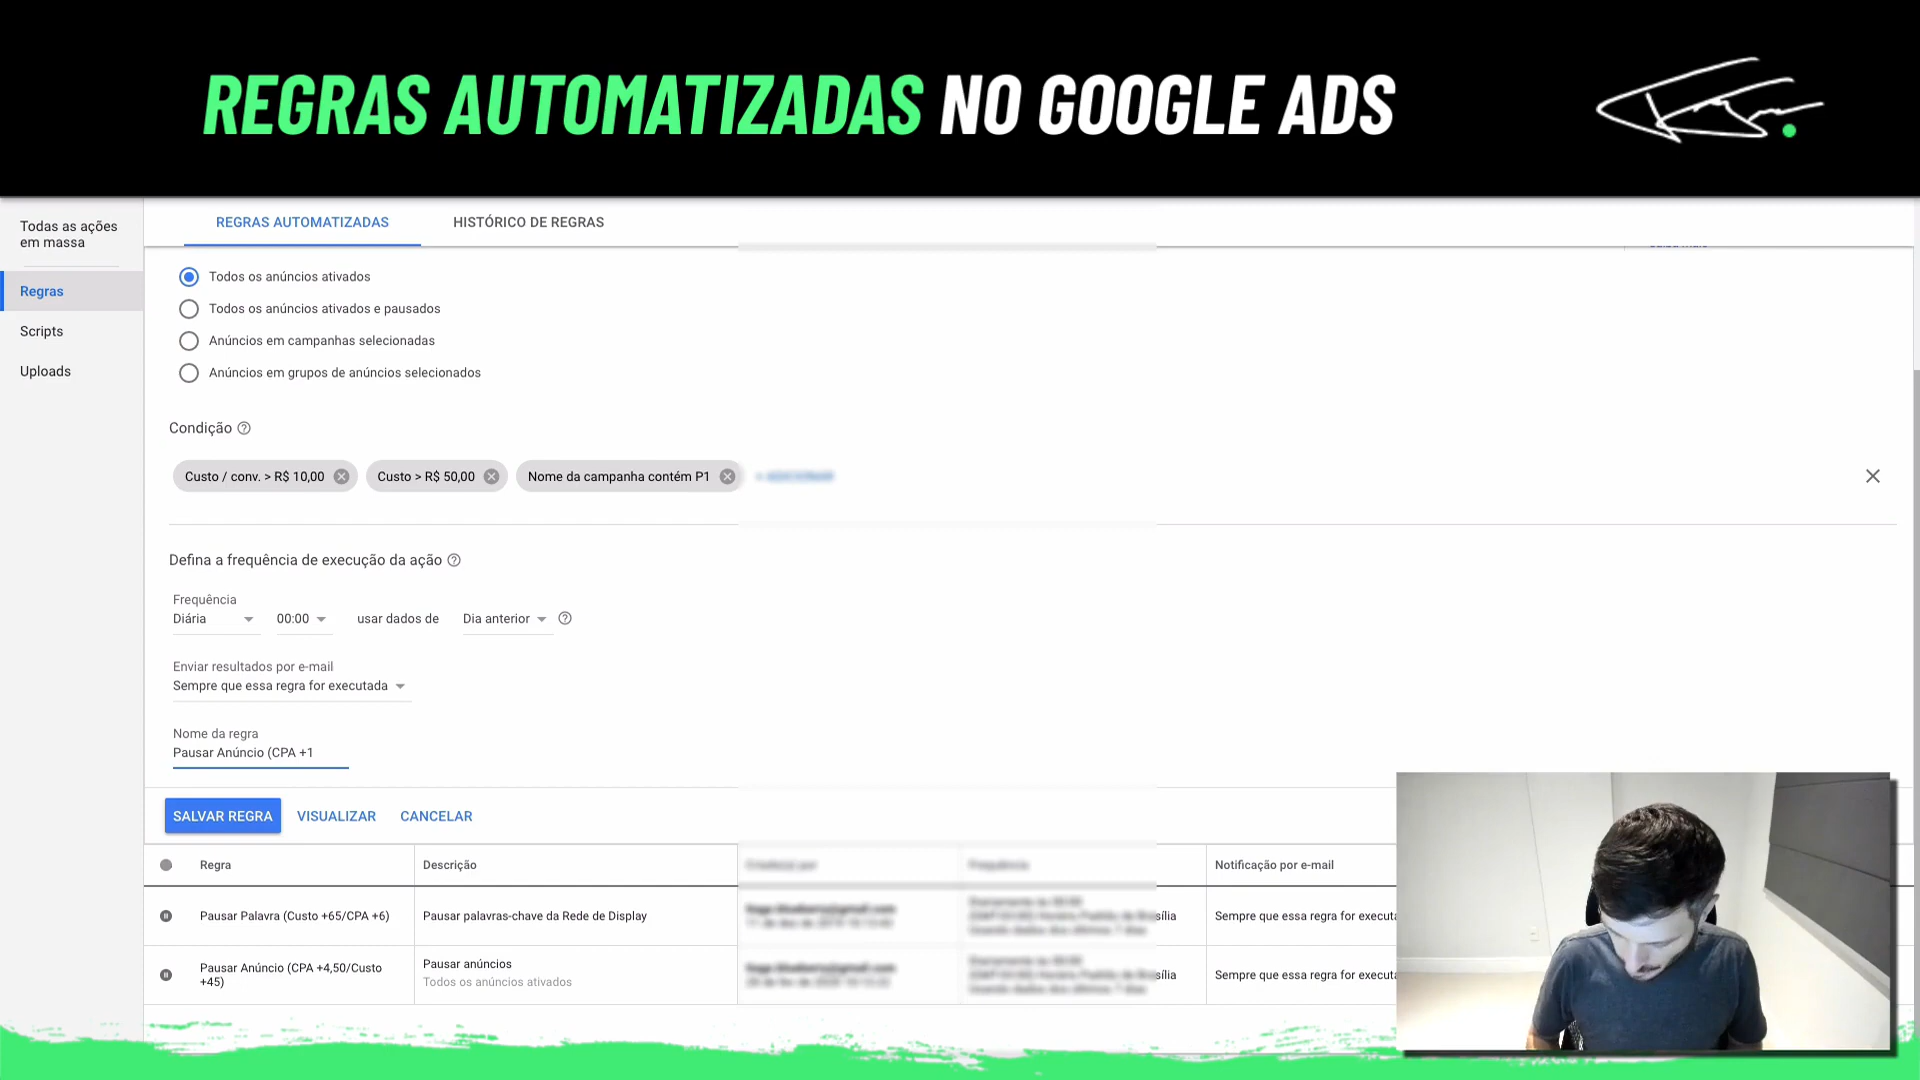 REGRAS AUTOMATIZADAS NO GOOGLE ADS
Todas as ações
em massa
Regras
Scripts
Uploads
REGRAS AUTOMATIZADAS
HISTÓRICO DE REGRAS
Todos os anúncios ativados
Todos os anúncios ativados e pausados
Anúncios em campanhas selecionadas
Anúncios em grupos de anúncios selecionados
Condição
Custo / conv. > R$ 10,00
Custo > R$ 50,00
Nome da campanha contém P1
Defina a frequência de execução da ação
Frequência
Diária
00:00
usar dados de
Dia anterior
Enviar resultados por e-mail
Sempre que essa regra for executada
Nome da regra
Pausar Anúncio (CPA +1
SALVAR REGRA
VISUALIZAR
CANCELAR
Regra
Descrição
Notificação por e-mail
Pausar Palavra (Custo +65/CPA +6)
Pausar palavras-chave da Rede de Display
sília
Sempre que essa regra for executa
Pausar Anúncio (CPA +4,50/Custo
+45)
Pausar anúncios
Todos os anúncios ativados
sília
Sempre que essa regra for executa